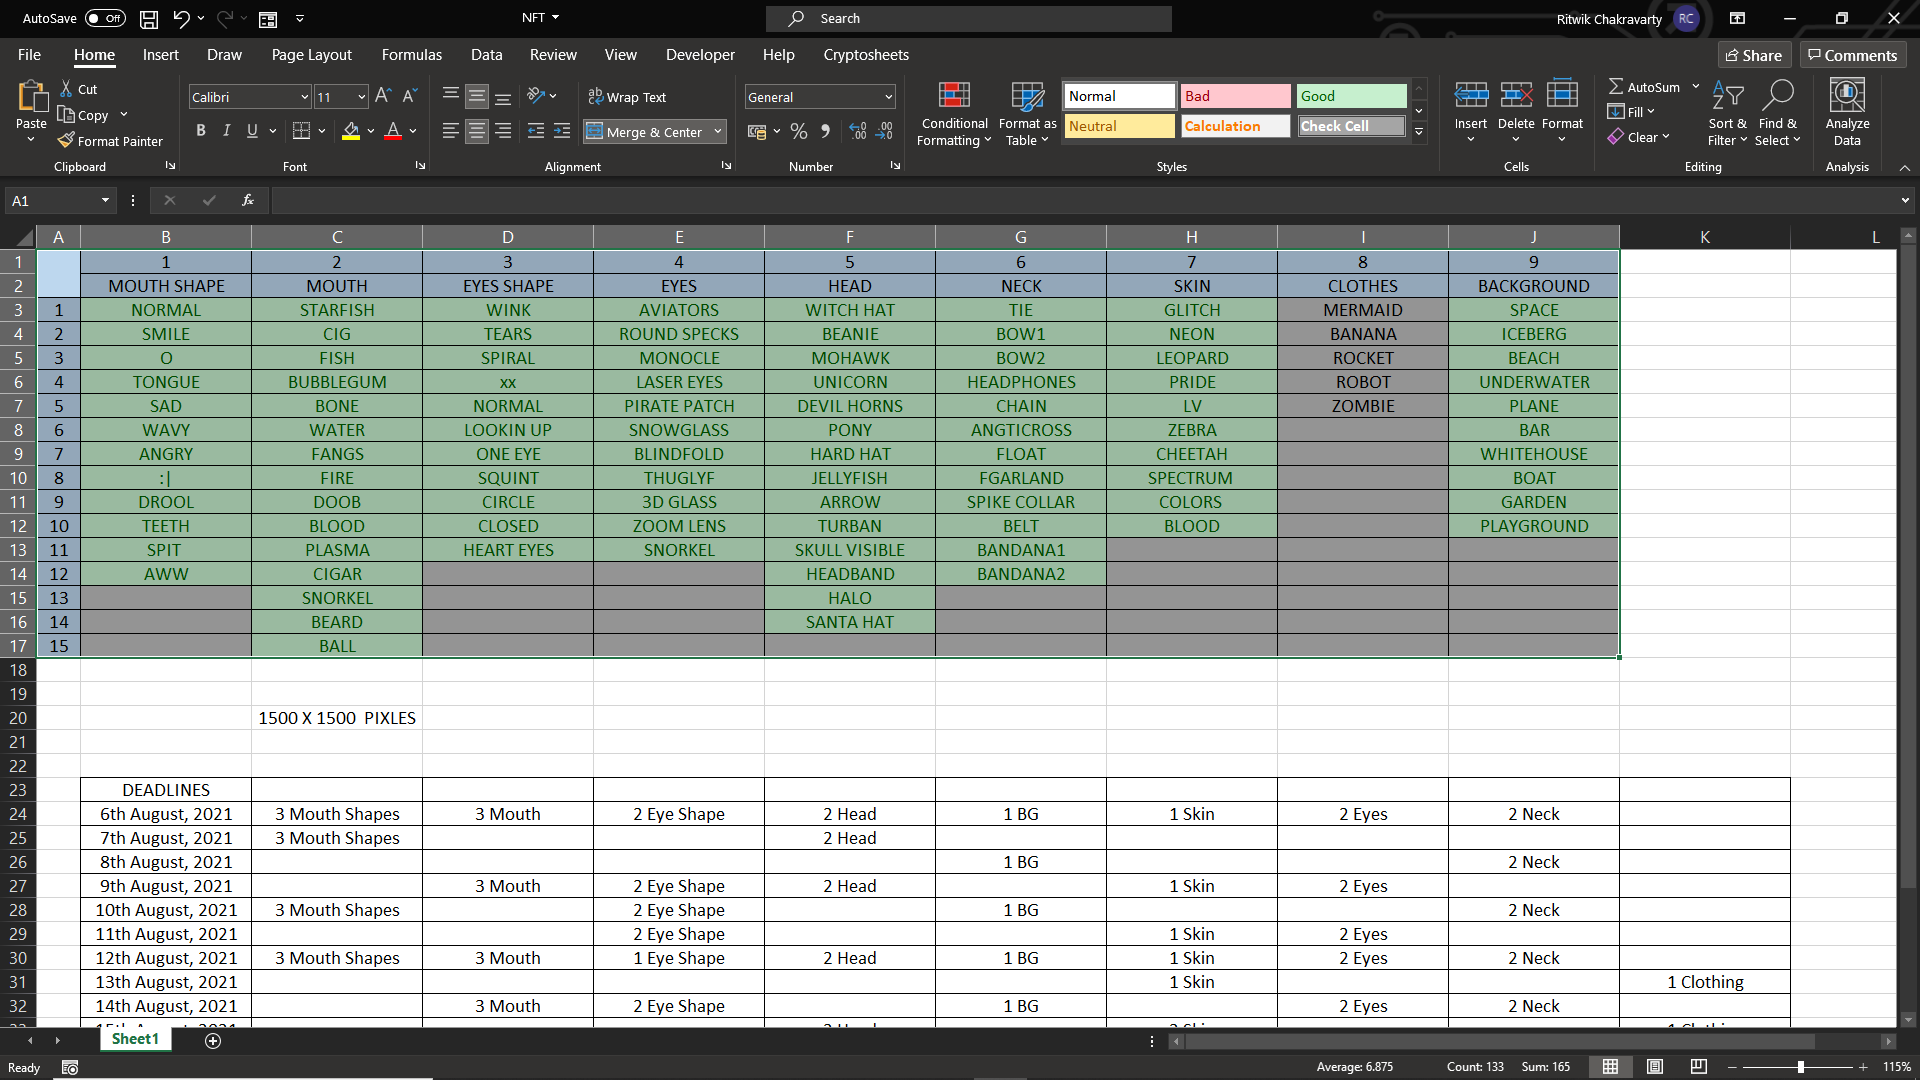 AutoSave Off NFT Search Ritwik Chakravarty RC
File Home Insert Draw Page Layout Formulas Data Review View Developer Help Cryptosheets Share Comments
Paste Cut Copy Format Painter Clipboard
Calibri 11 A A B I U A Font
ab Wrap Text Merge & Center Alignment
General % Number
Conditional Formatting Format as Table Normal Bad Good Neutral Calculation Check Cell Styles
Insert Delete Format Cells
AutoSum Fill Clear Sort & Filter Find & Select Editing
Analyze Data Analysis
A1 fx
A B C D E F G H I J K L
1 1 2 3 4 5 6 7 8 9
2 MOUTH SHAPE MOUTH EYES SHAPE EYES HEAD NECK SKIN CLOTHES BACKGROUND
3 1 NORMAL STARFISH WINK AVIATORS WITCH HAT TIE GLITCH MERMAID SPACE
4 2 SMILE CIG TEARS ROUND SPECKS BEANIE BOW1 NEON BANANA ICEBERG
5 3 O FISH SPIRAL MONOCLE MOHAWK BOW2 LEOPARD ROCKET BEACH
6 4 TONGUE BUBBLEGUM xx LASER EYES UNICORN HEADPHONES PRIDE ROBOT UNDERWATER
7 5 SAD BONE NORMAL PIRATE PATCH DEVIL HORNS CHAIN LV ZOMBIE PLANE
8 6 WAVY WATER LOOKIN UP SNOWGLASS PONY ANGTICROSS ZEBRA BAR
9 7 ANGRY FANGS ONE EYE BLINDFOLD HARD HAT FLOAT CHEETAH WHITEHOUSE
10 8 :| FIRE SQUINT THUGLYF JELLYFISH FGARLAND SPECTRUM BOAT
11 9 DROOL DOOB CIRCLE 3D GLASS ARROW SPIKE COLLAR COLORS GARDEN
12 10 TEETH BLOOD CLOSED ZOOM LENS TURBAN BELT BLOOD PLAYGROUND
13 11 SPIT PLASMA HEART EYES SNORKEL SKULL VISIBLE BANDANA1
14 12 AWW CIGAR HEADBAND BANDANA2
15 13 SNORKEL HALO
16 14 BEARD SANTA HAT
17 15 BALL
18
19
20 1500 X 1500 PIXLES
21
22
23 DEADLINES
24 6th August, 2021 3 Mouth Shapes 3 Mouth 2 Eye Shape 2 Head 1 BG 1 Skin 2 Eyes 2 Neck
25 7th August, 2021 3 Mouth Shapes 2 Head
26 8th August, 2021 1 BG 2 Neck
27 9th August, 2021 3 Mouth 2 Eye Shape 2 Head 1 Skin 2 Eyes
28 10th August, 2021 3 Mouth Shapes 2 Eye Shape 1 BG 2 Neck
29 11th August, 2021 2 Eye Shape 1 Skin 2 Eyes
30 12th August, 2021 3 Mouth Shapes 3 Mouth 1 Eye Shape 2 Head 1 BG 1 Skin 2 Eyes 2 Neck
31 13th August, 2021 1 Skin 1 Clothing
32 14th August, 2021 3 Mouth 2 Eye Shape 1 BG 2 Eyes 2 Neck
Sheet1
Ready Average: 6.875 Count: 133 Sum: 165 115%